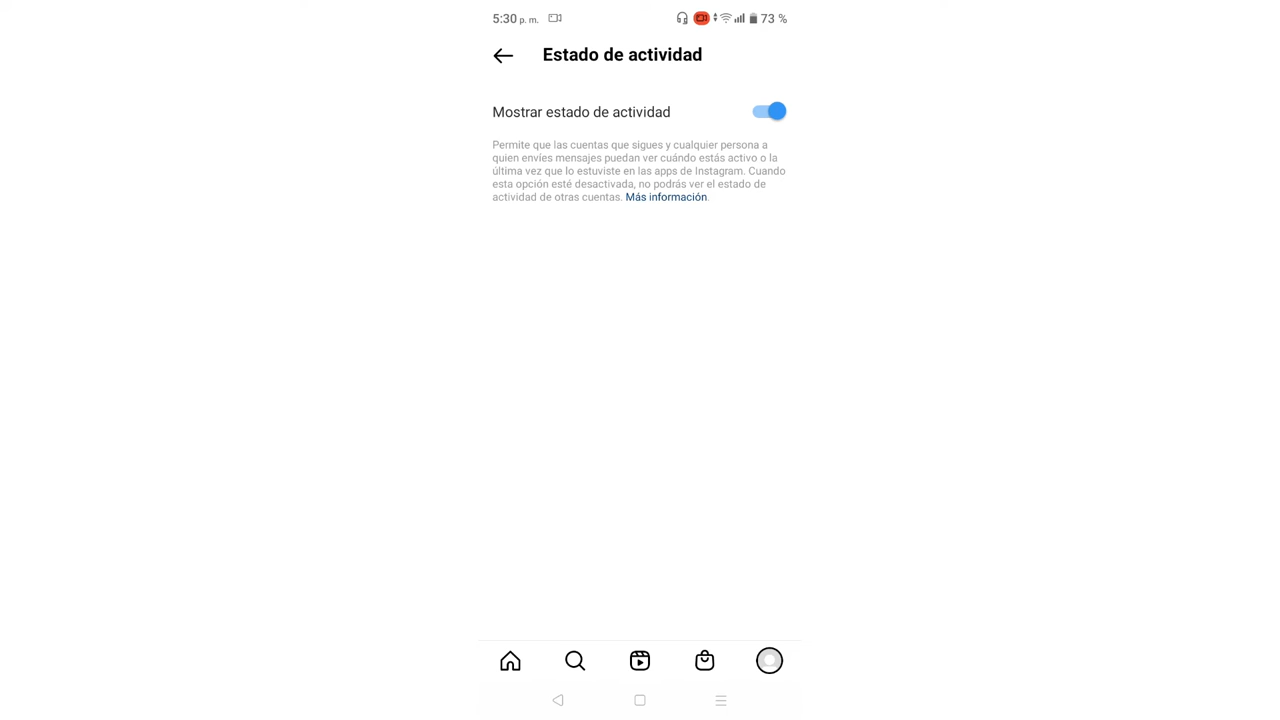 5:30 p. m. 73 %
Estado de actividad
Mostrar estado de actividad
Permite que las cuentas que sigues y cualquier persona a
quien envíes mensajes puedan ver cuándo estás activo o la
última vez que lo estuviste en las apps de Instagram. Cuando
esta opción esté desactivada, no podrás ver el estado de
actividad de otras cuentas. Más información.